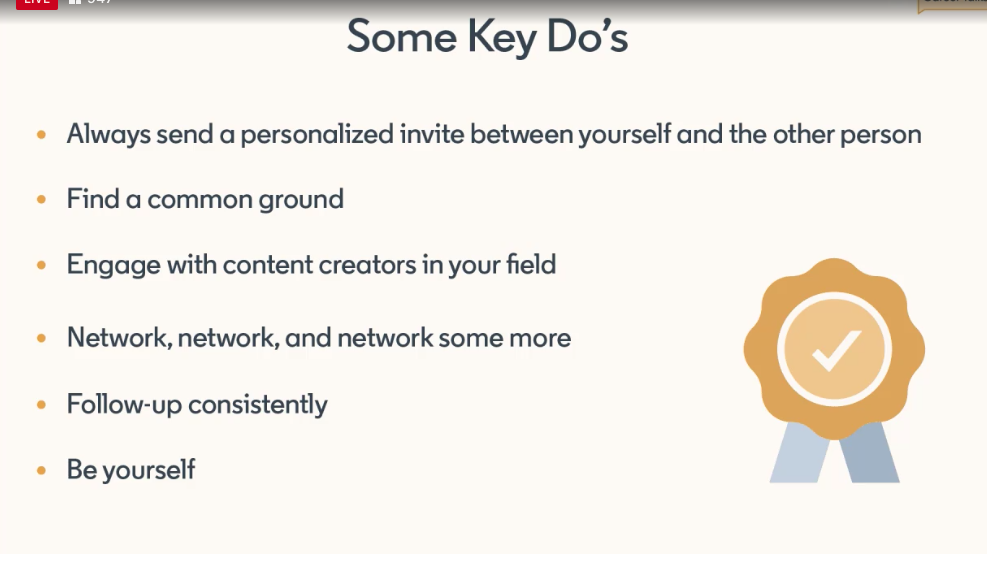 LIVE
Some Key Do's
• Always send a personalized invite between yourself and the other person
• Find a common ground
• Engage with content creators in your field
• Network, network, and network some more
• Follow-up consistently
• Be yourself